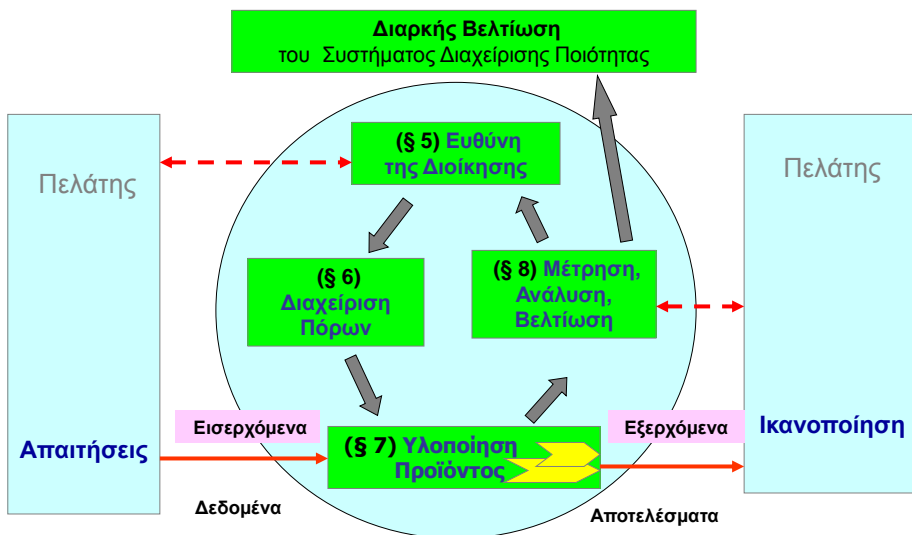 Διαρκής Βελτίωση
του Συστήματος Διαχείρισης Ποιότητας
Πελάτης
(§ 5) Ευθύνη
της Διοίκησης
Πελάτης
(§ 6)
Διαχείριση
Πόρων
(§ 8) Μέτρηση,
Ανάλυση,
Βελτίωση
Απαιτήσεις
Εισερχόμενα
(§ 7) Υλοποίηση
Προϊόντος
Εξερχόμενα
Ικανοποίηση
Δεδομένα
Αποτελέσματα